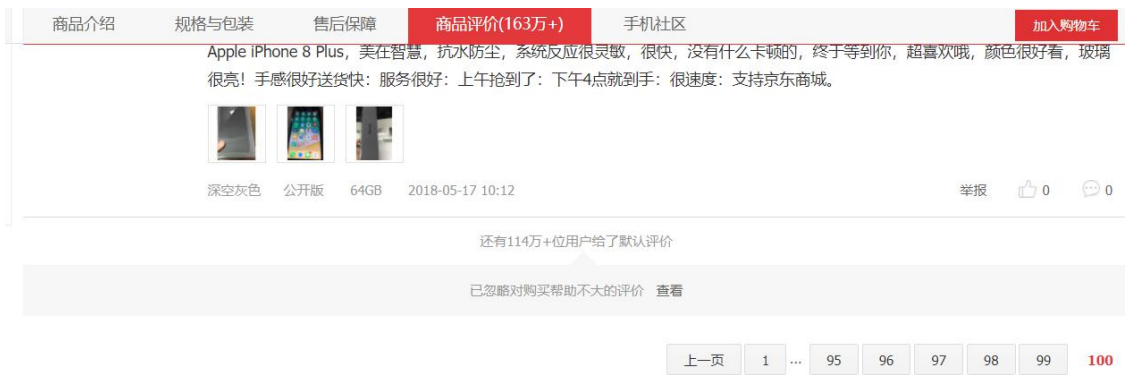 商品介绍 规格与包装 售后保障 商品评价(163万+) 手机社区 加入购物车
Apple iPhone 8 Plus，美在智慧，抗水防尘，系统反应很灵敏，很快，没有什么卡顿的，终于等到你，超喜欢哦，颜色很好看，玻璃
很亮！手感很好送货快：服务很好：上午抢到了：下午4点就到手：很速度：支持京东商城。
深空灰色 公开版 64GB 2018-05-17 10:12 举报 0 0
还有114万+位用户给了默认评价
已忽略对购买帮助不大的评价 查看
上一页 1 ... 95 96 97 98 99 100